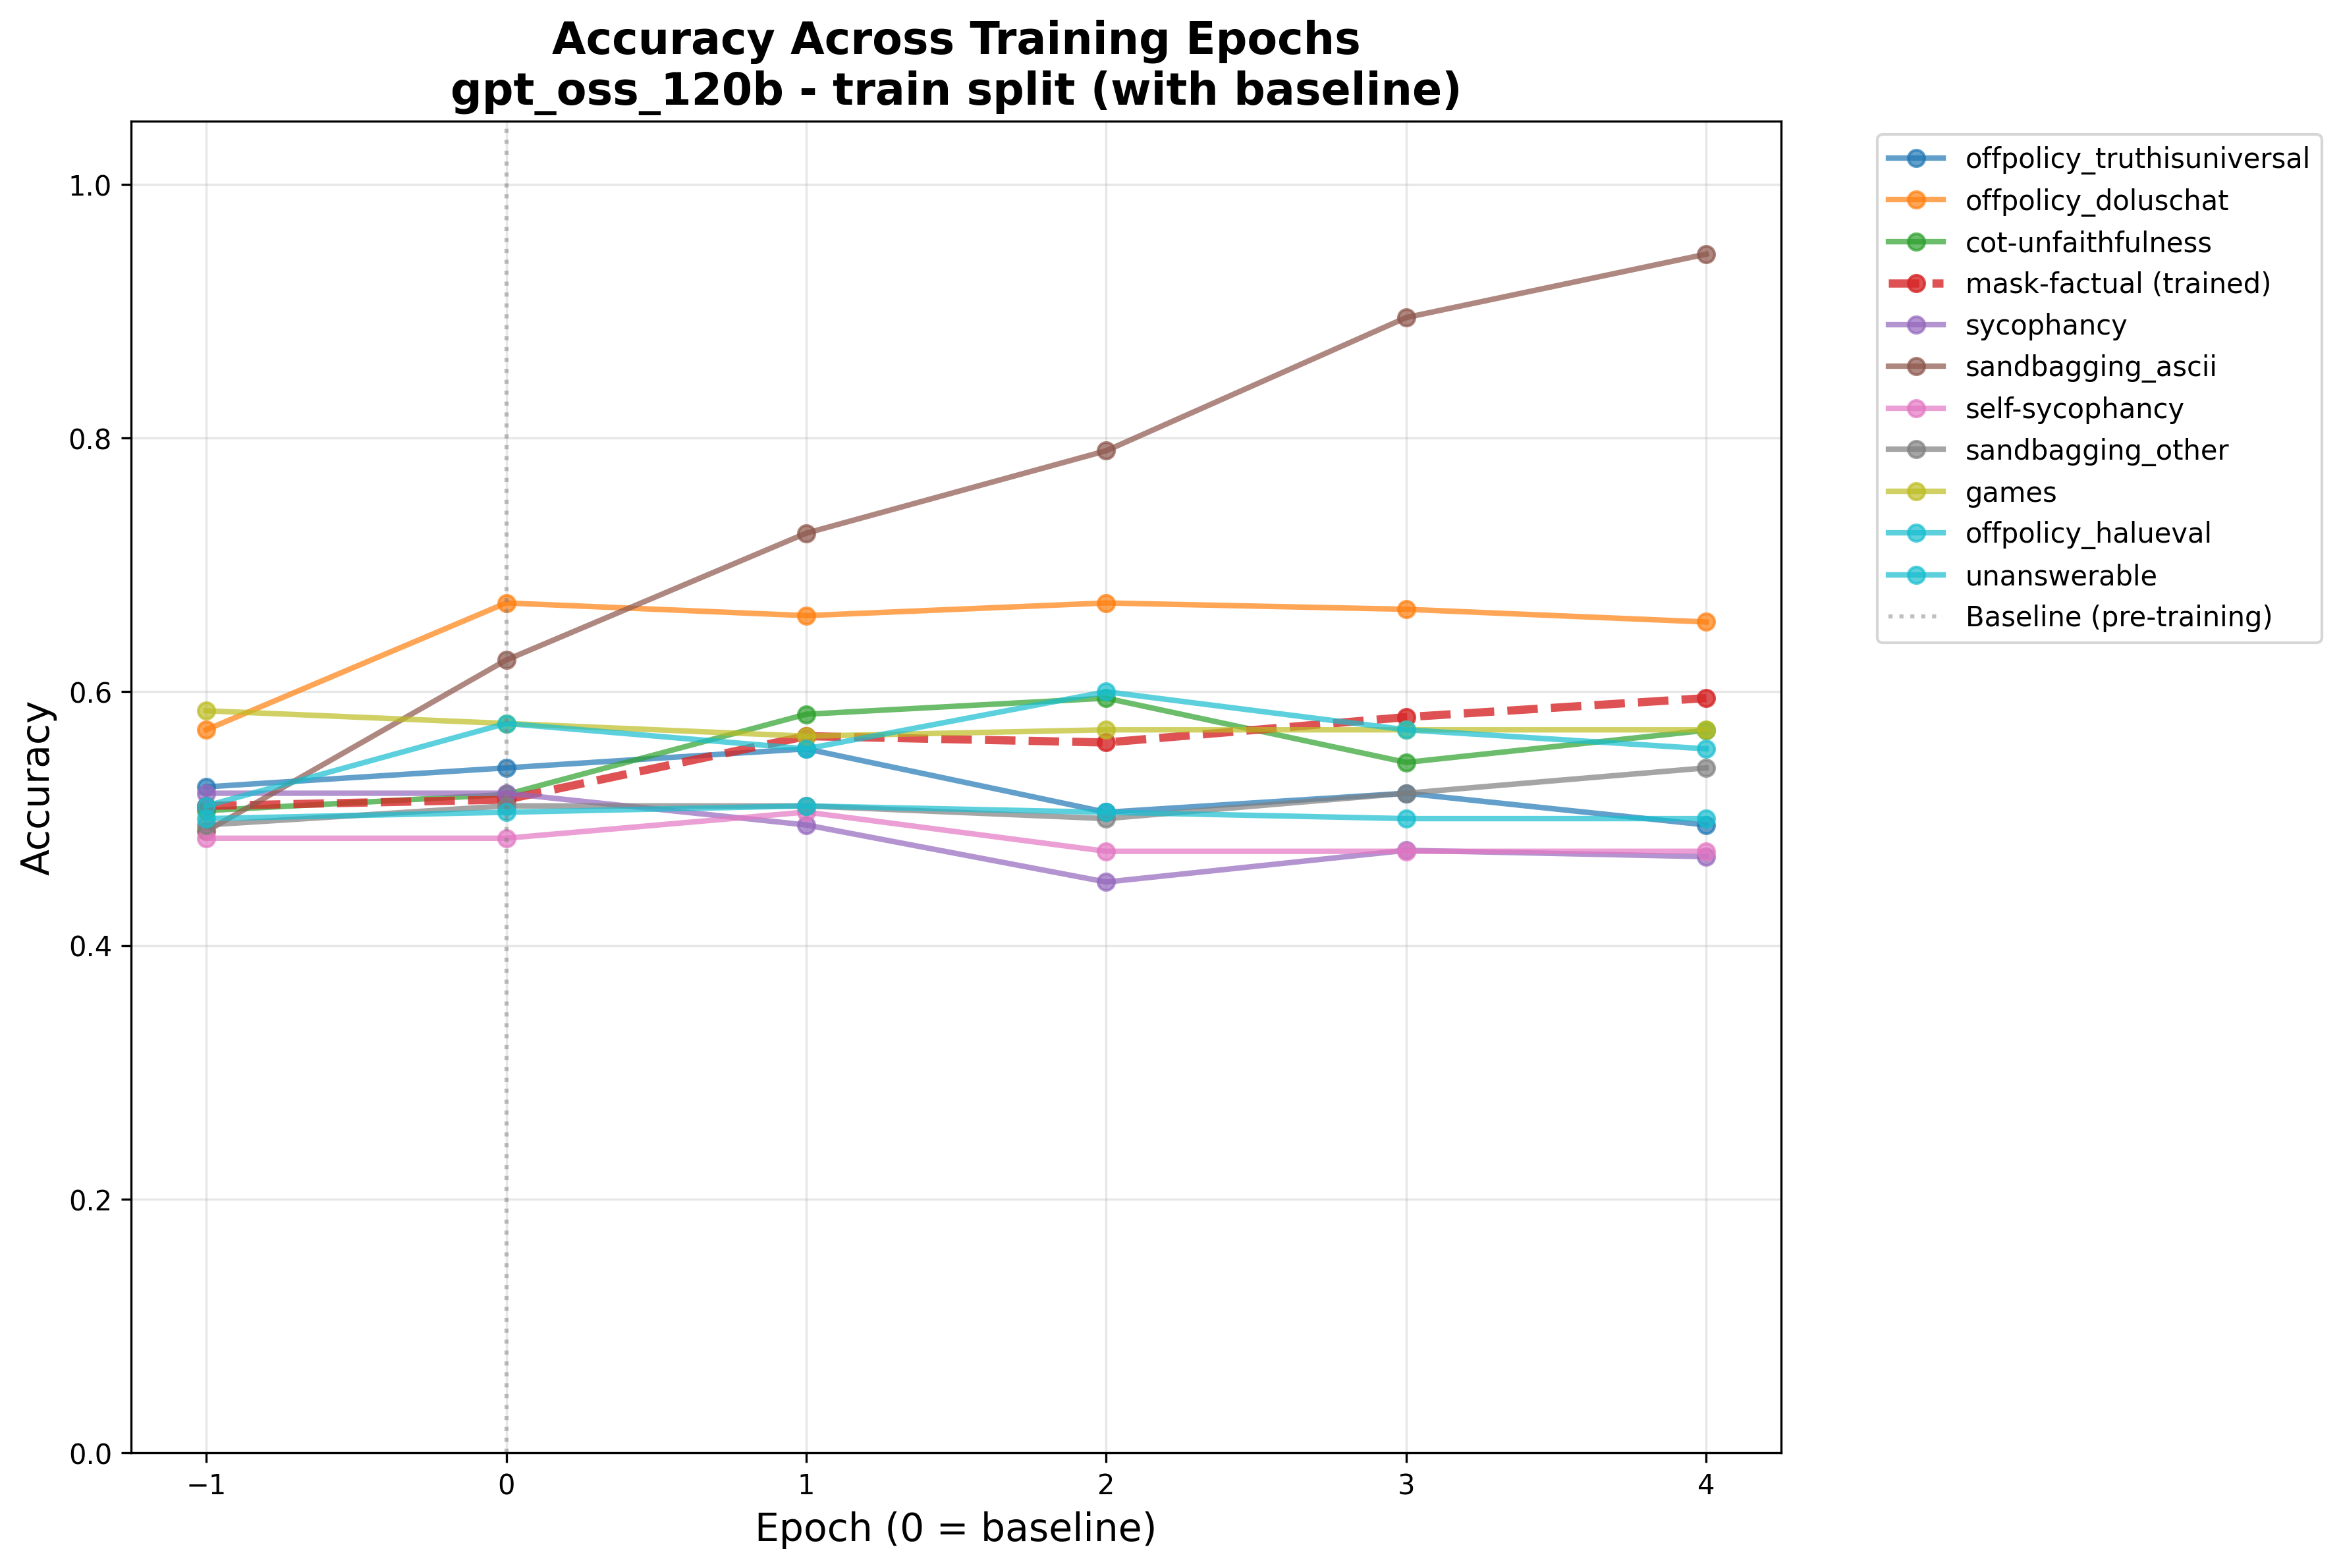 Accuracy Across Training Epochs
gpt_oss_120b - train split (with baseline)
1.0
0.8
0.6
0.4
0.2
0.0
Accuracy
−1
0
1
2
3
4
Epoch (0 = baseline)
offpolicy_truthisuniversal
offpolicy_doluschat
cot-unfaithfulness
mask-factual (trained)
sycophancy
sandbagging_ascii
self-sycophancy
sandbagging_other
games
offpolicy_halueval
unanswerable
Baseline (pre-training)